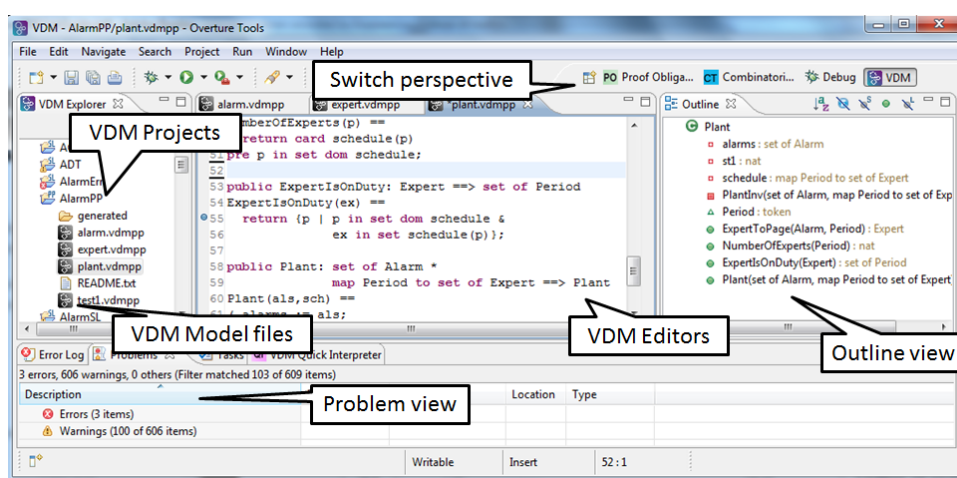 VDM - AlarmPP/plant.vdmpp - Overture Tools
File Edit Navigate Search Project Run Window Help
Switch perspective
PO Proof Obliga... CT Combinatori... Debug VDM
VDM Explorer
alarm.vdmpp expert.vdmpp *plant.vdmpp
Outline
VDM Projects
ADT
AlarmErr
AlarmPP
generated
alarm.vdmpp
expert.vdmpp
plant.vdmpp
README.txt
test1.vdmpp
AlarmSL
VDM Model files
umberOfExperts(p) ==
return card schedule(p)
51 pre p in set dom schedule;
52
53 public ExpertIsOnDuty: Expert ==> set of Period
54 ExpertIsOnDuty(ex) ==
55 return {p | p in set dom schedule &
56 ex in set schedule(p)};
57
58 public Plant: set of Alarm *
59 map Period to set of Expert ==> Plant
60 Plant(als,sch) ==
alarms := als;
VDM Editors
Plant
alarms : set of Alarm
st1 : nat
schedule : map Period to set of Expert
PlantInv(set of Alarm, map Period to set of Exp
Period : token
ExpertToPage(Alarm, Period) : Expert
NumberOfExperts(Period) : nat
ExpertIsOnDuty(Expert) : set of Period
Plant(set of Alarm, map Period to set of Expert
Outline view
Error Log Problems Tasks VDM Quick Interpreter
3 errors, 606 warnings, 0 others (Filter matched 103 of 609 items)
Description Location Type
Problem view
Errors (3 items)
Warnings (100 of 606 items)
Writable Insert 52 : 1